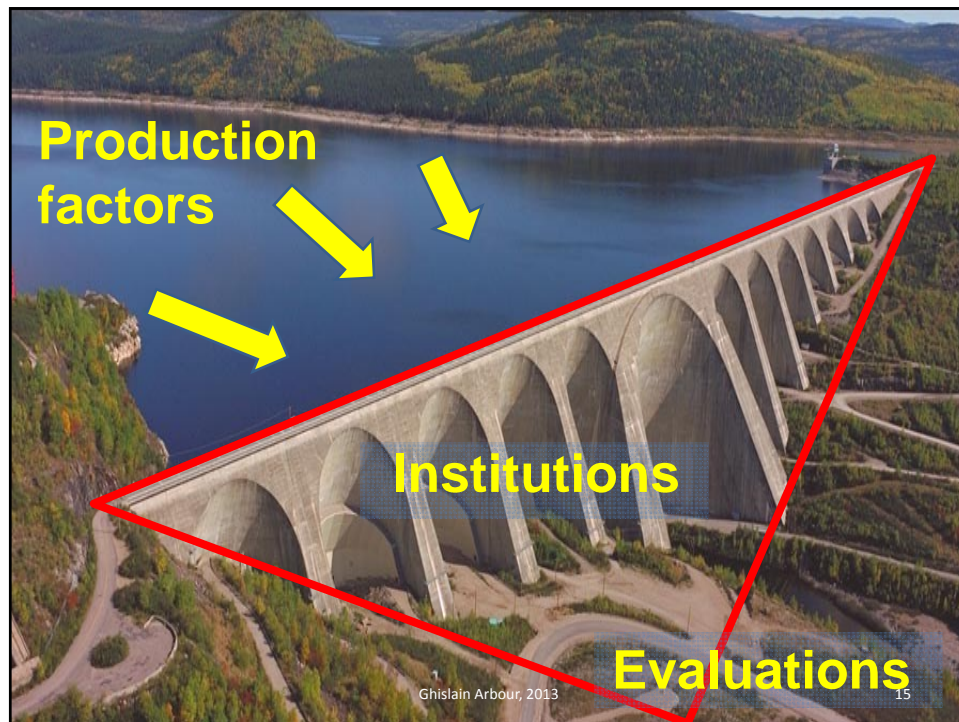 Production
factors
Institutions
Evaluations
Ghislain Arbour, 2013
15